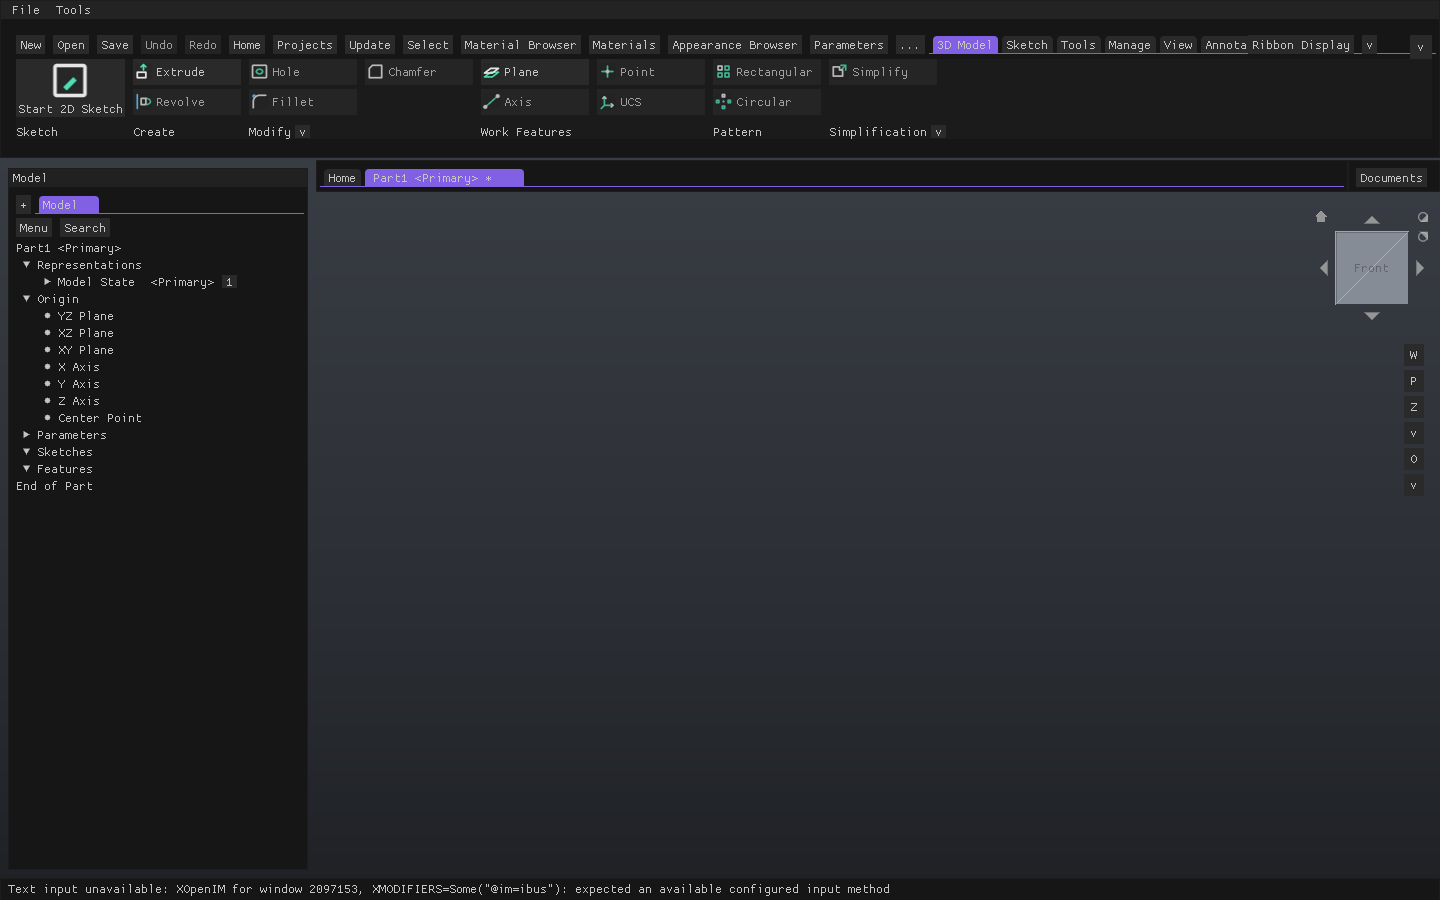 File Tools
New Open Save Undo Redo Home Projects Update Select Material Browser Materials Appearance Browser Parameters ... 3D Model Sketch Tools Manage View Annota Ribbon Display v v
Extrude Hole Chamfer Plane Point Rectangular Simplify
Start 2D Sketch Revolve Fillet Axis UCS Circular
Sketch Create Modify v Work Features Pattern Simplification v
Model
Home Part1 <Primary> * Documents
+ Model
Menu Search
Part1 <Primary>
Representations
Model State <Primary> 1
Origin
YZ Plane
XZ Plane
XY Plane
X Axis
Y Axis
Z Axis
Center Point
Parameters
Sketches
Features
End of Part
Front
W
P
Z
v
O
v
Text input unavailable: XOpenIM for window 2097153, XMODIFIERS=Some("@im=ibus"): expected an available configured input method